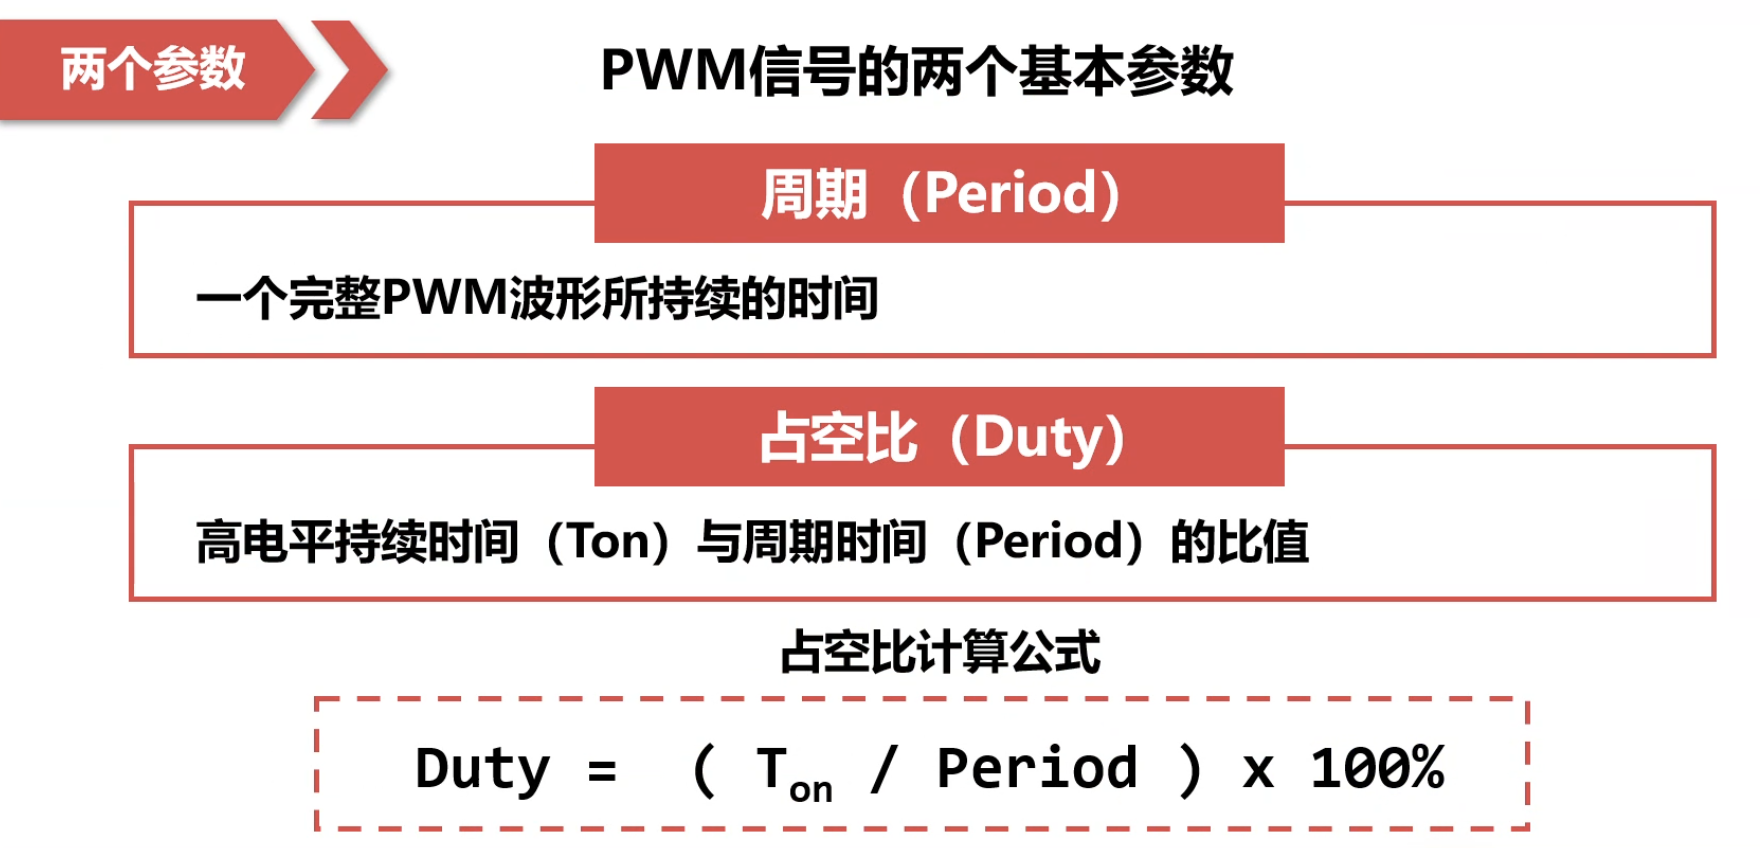 两个参数
PWM信号的两个基本参数
周期（Period）
一个完整PWM波形所持续的时间
占空比（Duty）
高电平持续时间（Ton）与周期时间（Period）的比值
占空比计算公式
Duty = ( Ton / Period ) x 100%